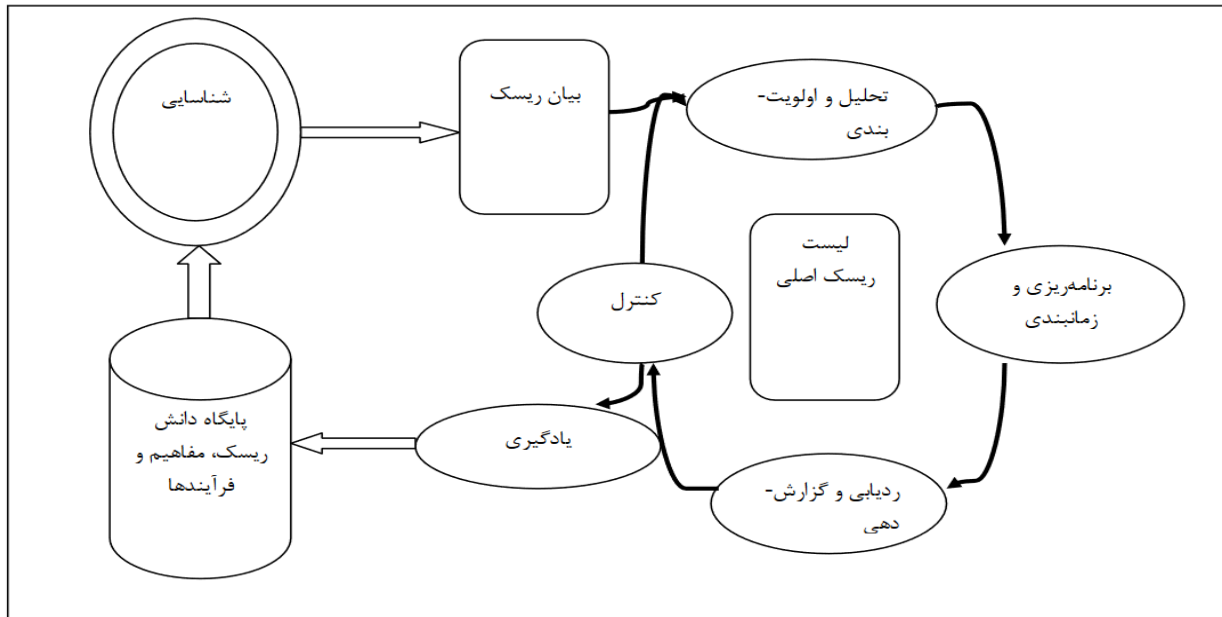 شناسایی
بیان ریسک
تحلیل و اولویت-
بندی
لیست
ریسک اصلی
برنامه‌ریزی و
زمانبندی
کنترل
پایگاه دانش
ریسک، مفاهیم و
فرآیندها
یادگیری
ردیابی و گزارش-
دهی